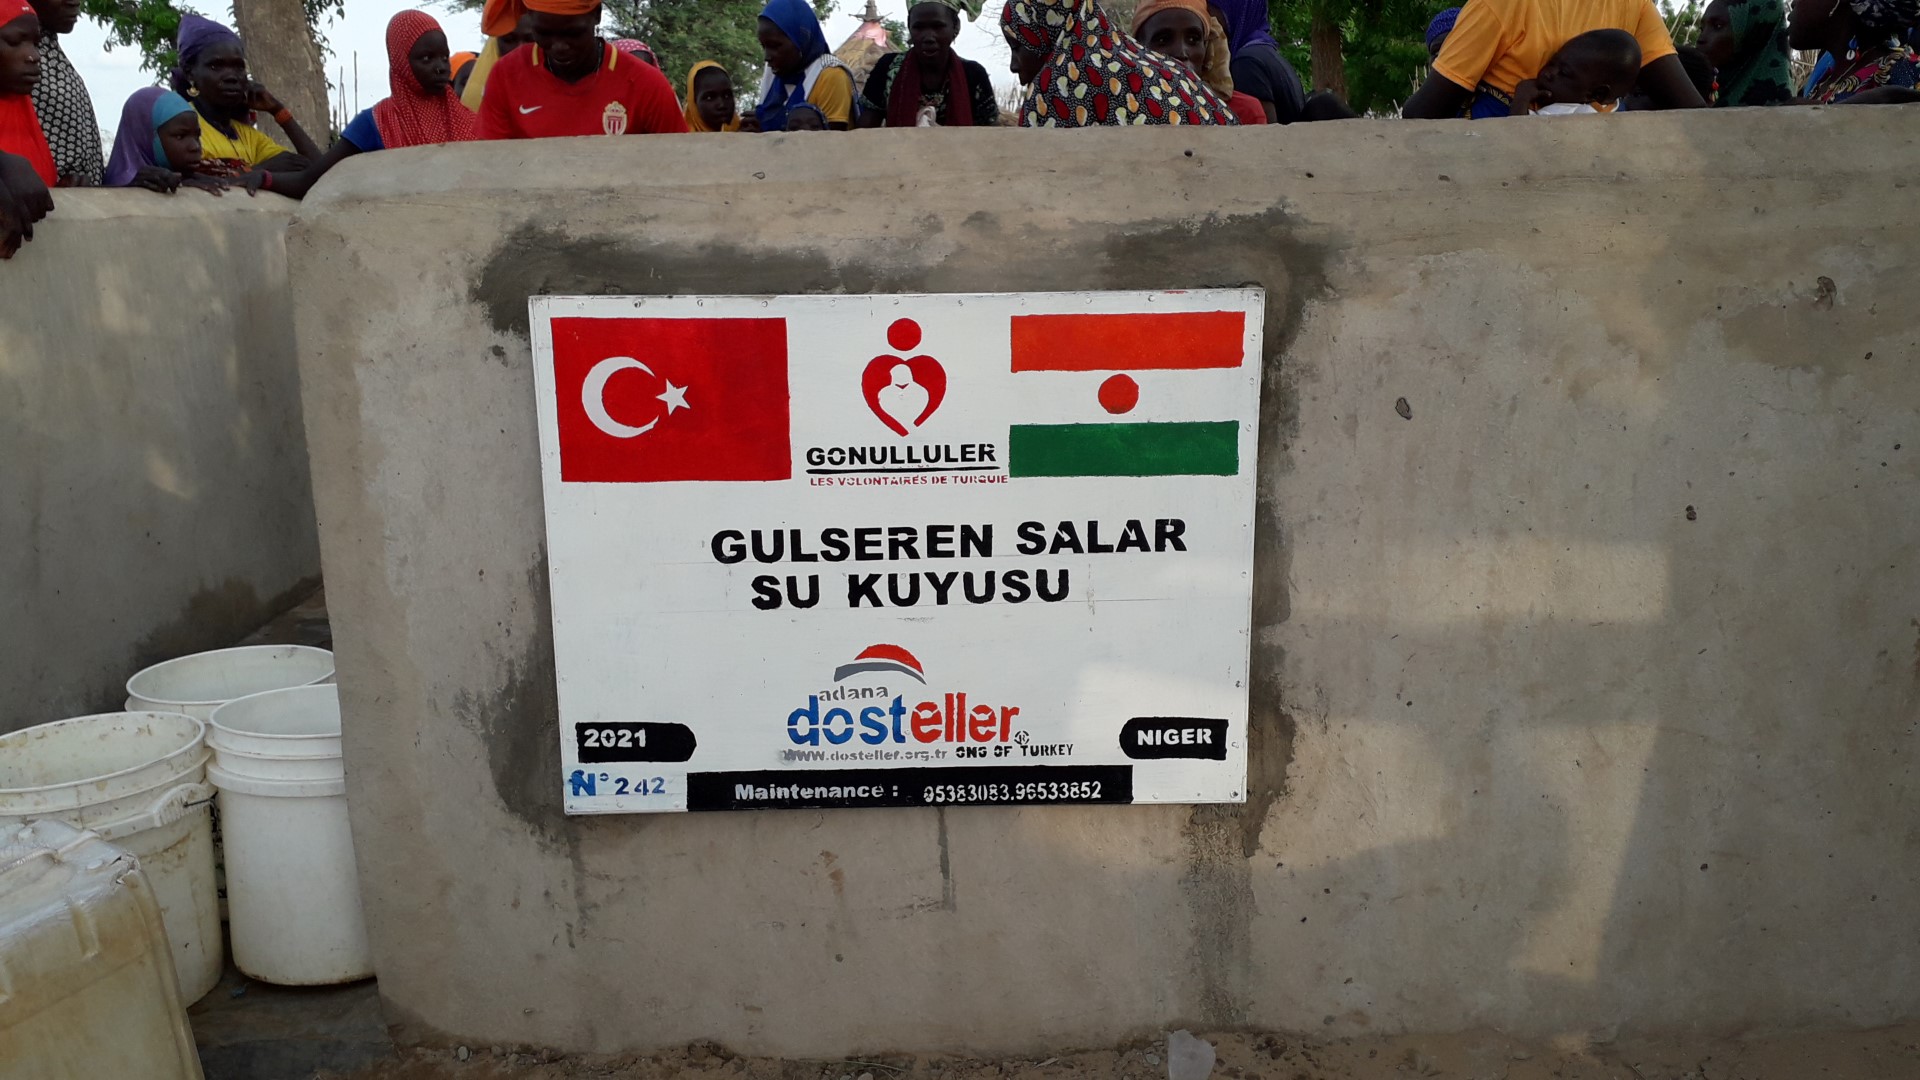 GONULLULER
LES VOLONTAIRES DE TURQUIE
GULSEREN SALAR
SU KUYUSU
adana
dosteller
www.dosteller.org.tr ONG OF TURKEY
2021
NIGER
N° 242
Maintenance : 95383083.96533852